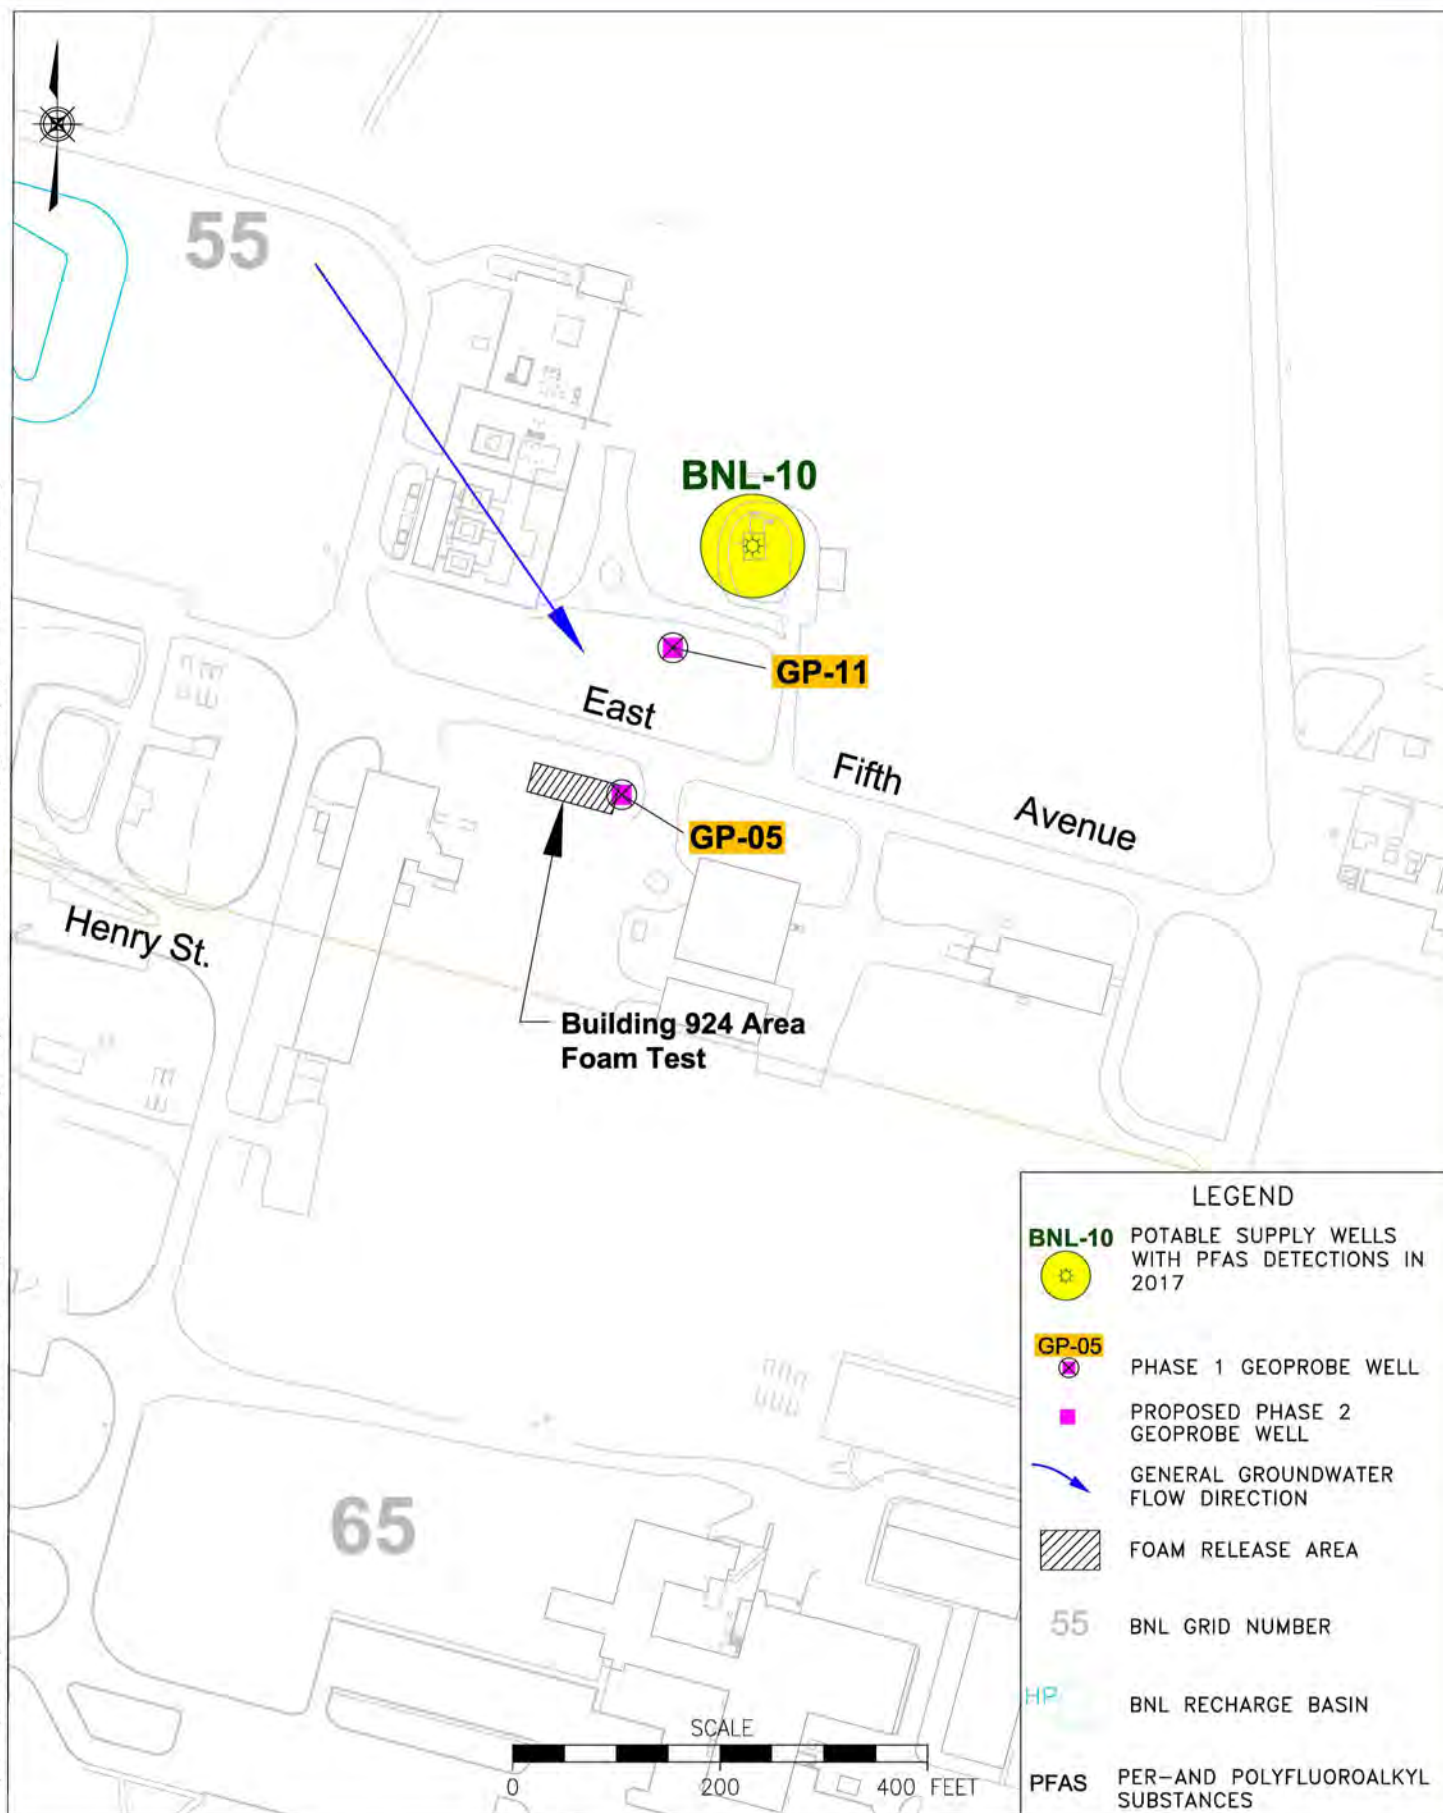 55
BNL-10
GP-11
East
Fifth
Avenue
GP-05
Henry St.
Building 924 Area
Foam Test
65
SCALE
0 200 400 FEET
LEGEND
BNL-10 POTABLE SUPPLY WELLS
WITH PFAS DETECTIONS IN
2017
GP-05
PHASE 1 GEOPROBE WELL
PROPOSED PHASE 2
GEOPROBE WELL
GENERAL GROUNDWATER
FLOW DIRECTION
FOAM RELEASE AREA
55 BNL GRID NUMBER
HP BNL RECHARGE BASIN
PFAS PER-AND POLYFLUOROALKYL
SUBSTANCES